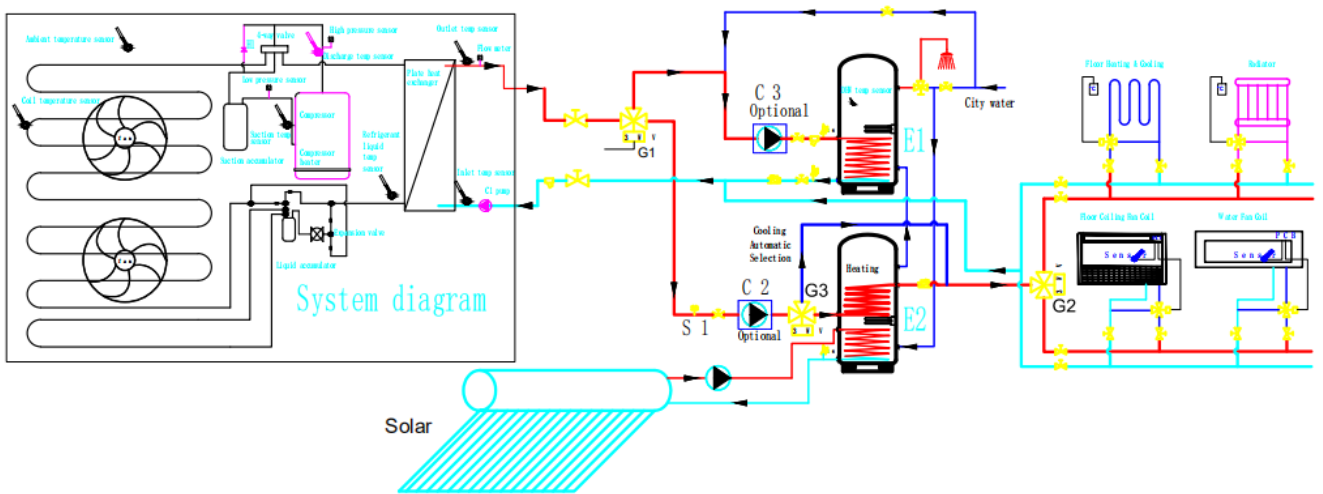 Ambient temperature sensor
4-way valve
High pressure sensor
Discharge temp sensor
Outlet temp sensor
Flow meter
Low pressure sensor
Plate heat
exchanger
Coil temperature sensor
Fan
Compressor
Suction temp
sensor
Compressor
heater
Suction accumulator
Refrigerant
liquid
temp
sensor
Inlet temp sensor
C1 pump
Fan
Expansion valve
Liquid accumulator
System diagram
G1
C 3
Optional
DHW temp sensor
E1
City water
Floor Heating & Cooling
C
Radiator
C
Cooling
Automatic
Selection
Heating
C 2
G3
S 1
Optional
E2
G2
Floor Ceiling Fan Coil
Water Fan Coil
PCB
Sensor
Sensor
Solar